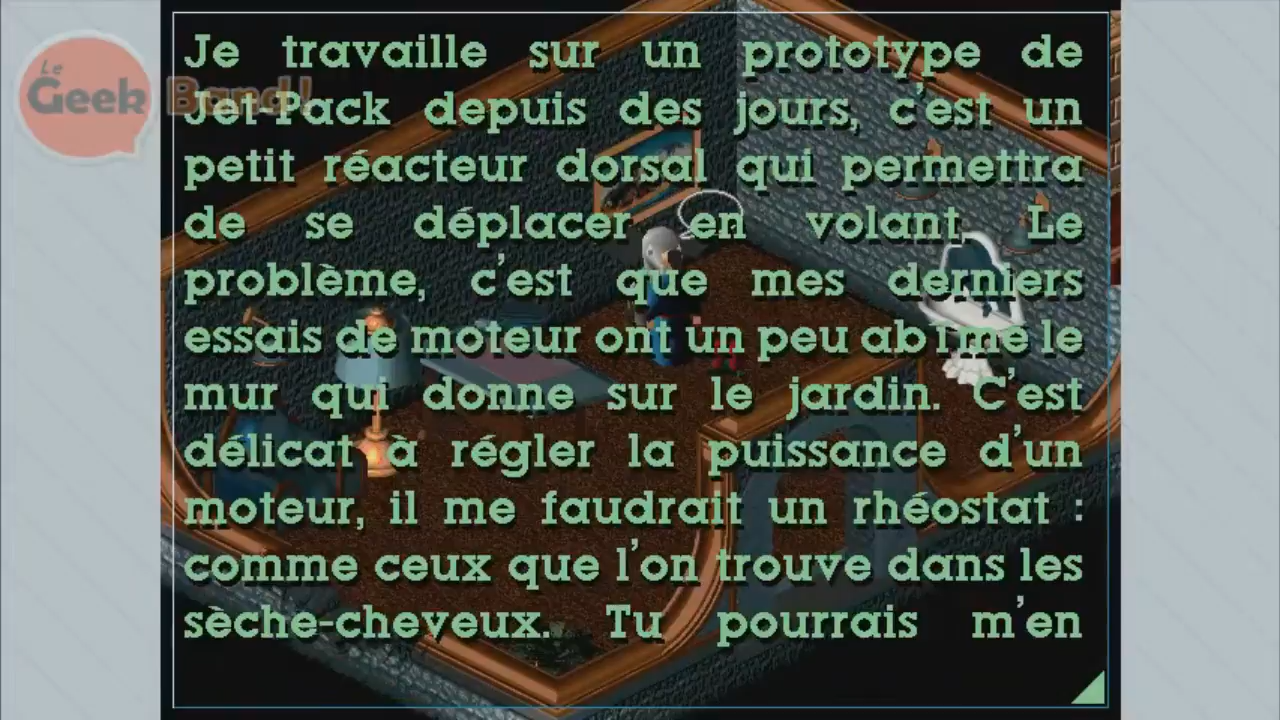 Le
Geek Band!
Je travaille sur un prototype de
Jet-Pack depuis des jours, c'est un
petit réacteur dorsal qui permettra
de se déplacer en volant. Le
problème, c'est que mes derniers
essais de moteur ont un peu abîmé le
mur qui donne sur le jardin. C'est
délicat à régler la puissance d'un
moteur, il me faudrait un rhéostat :
comme ceux que l'on trouve dans les
sèche-cheveux. Tu pourrais m'en